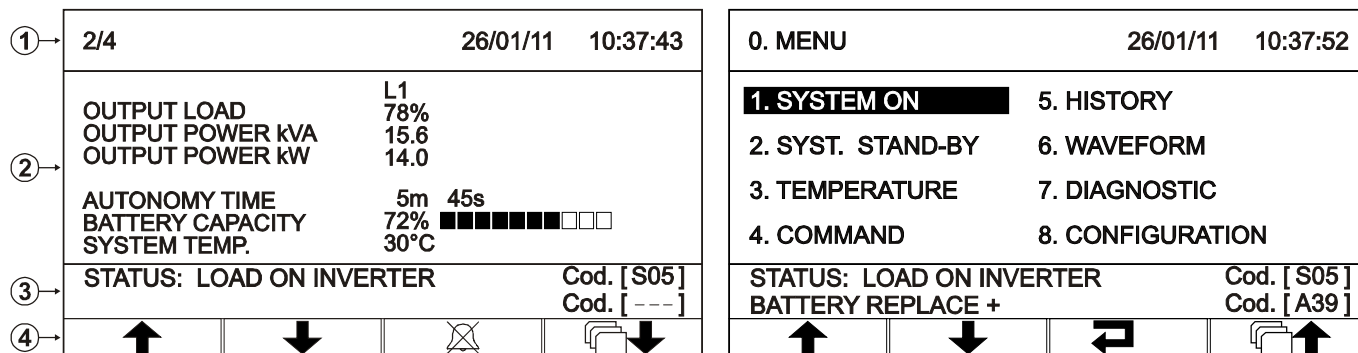 1
2/4 26/01/11 10:37:43
2
L1
OUTPUT LOAD 78%
OUTPUT POWER kVA 15.6
OUTPUT POWER kW 14.0
AUTONOMY TIME 5m 45s
BATTERY CAPACITY 72%
SYSTEM TEMP. 30°C
3
STATUS: LOAD ON INVERTER Cod. [S05]
Cod. [---]
4
0. MENU 26/01/11 10:37:52
1. SYSTEM ON 5. HISTORY
2. SYST. STAND-BY 6. WAVEFORM
3. TEMPERATURE 7. DIAGNOSTIC
4. COMMAND 8. CONFIGURATION
STATUS: LOAD ON INVERTER Cod. [S05]
BATTERY REPLACE + Cod. [A39]